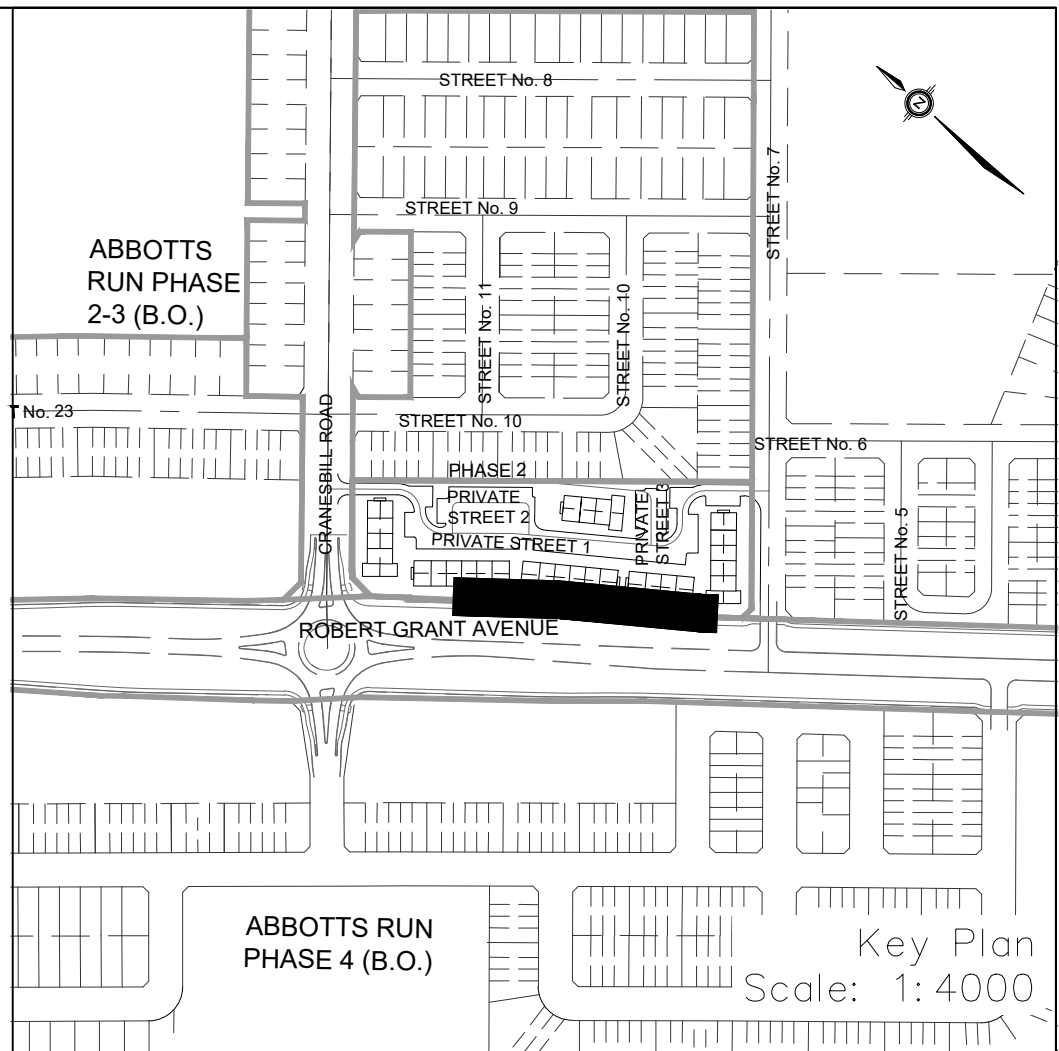 STREET No. 8
N
STREET No. 7
STREET No. 9
ABBOTTS
RUN PHASE
2-3 (B.O.)
STREET No. 11
STREET No. 10
T No. 23
CRANESBILL ROAD
STREET No. 10
STREET No. 6
PHASE 2
PRIVATE
STREET 2
PRIVATE
STREET 3
PRIVATE STREET 1
STREET No. 5
ROBERT GRANT AVENUE
ABBOTTS RUN
PHASE 4 (B.O.)
Key Plan
Scale: 1:4000